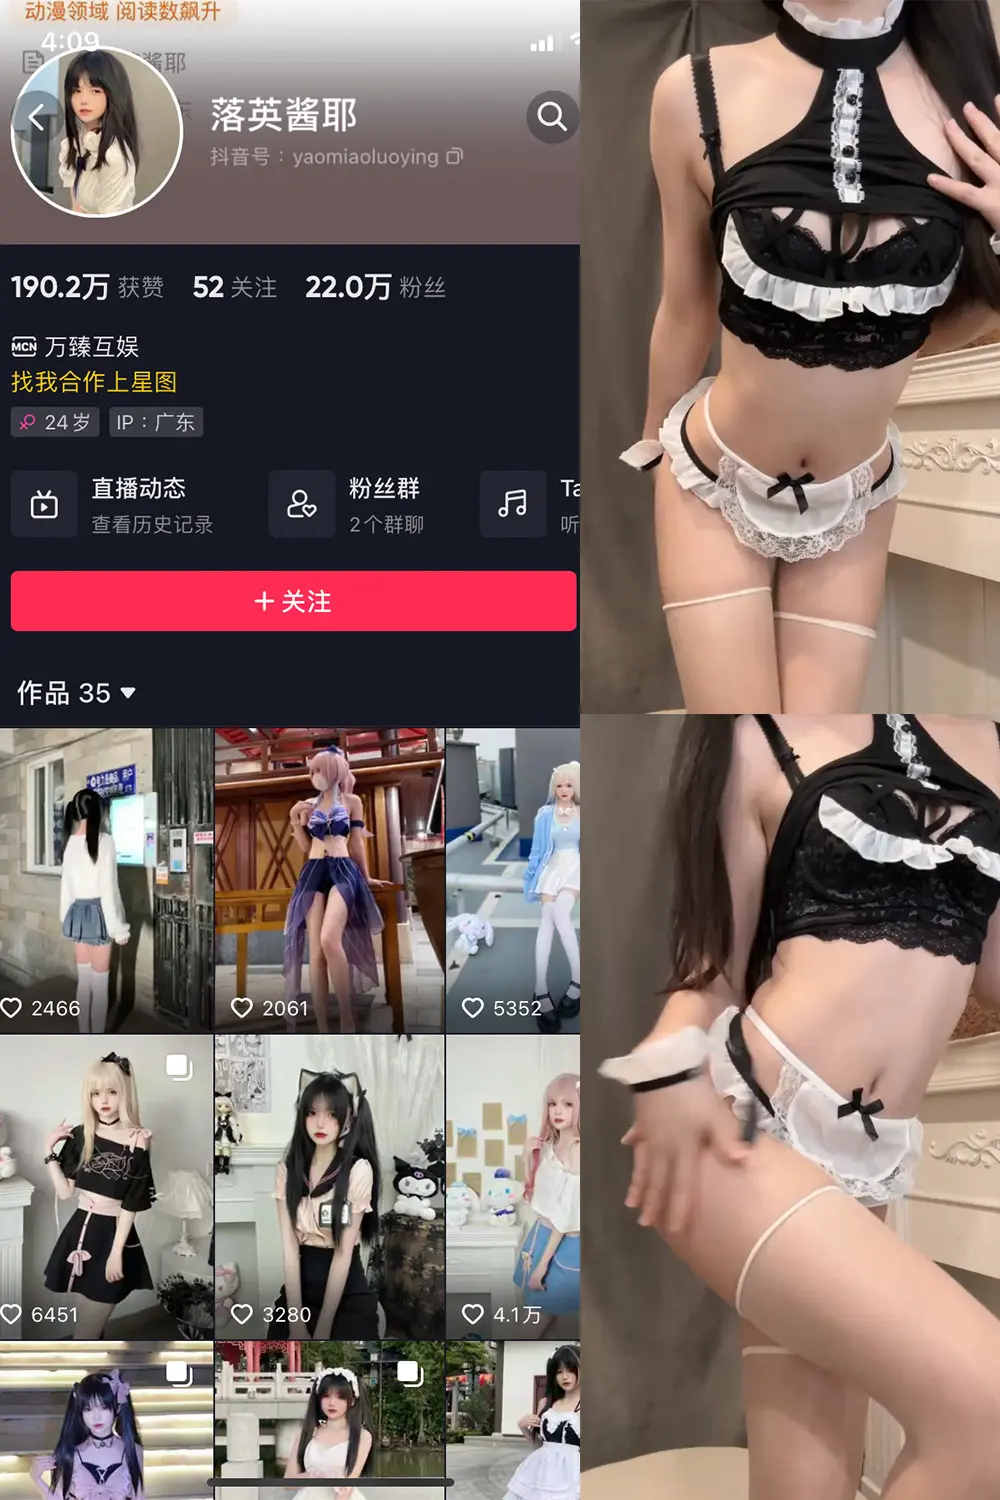 动漫领域 阅读数飙升
4:09
酱耶
落英酱耶
抖音号：yaomiaoluoying
190.2万 获赞 52 关注 22.0万 粉丝
MCN 万臻互娱
找我合作上星图
24岁 IP：广东
直播动态 粉丝群 Ta
查看历史记录 2个群聊 听
+ 关注
作品 35
2466 2061 5352
6451 3280 4.1万